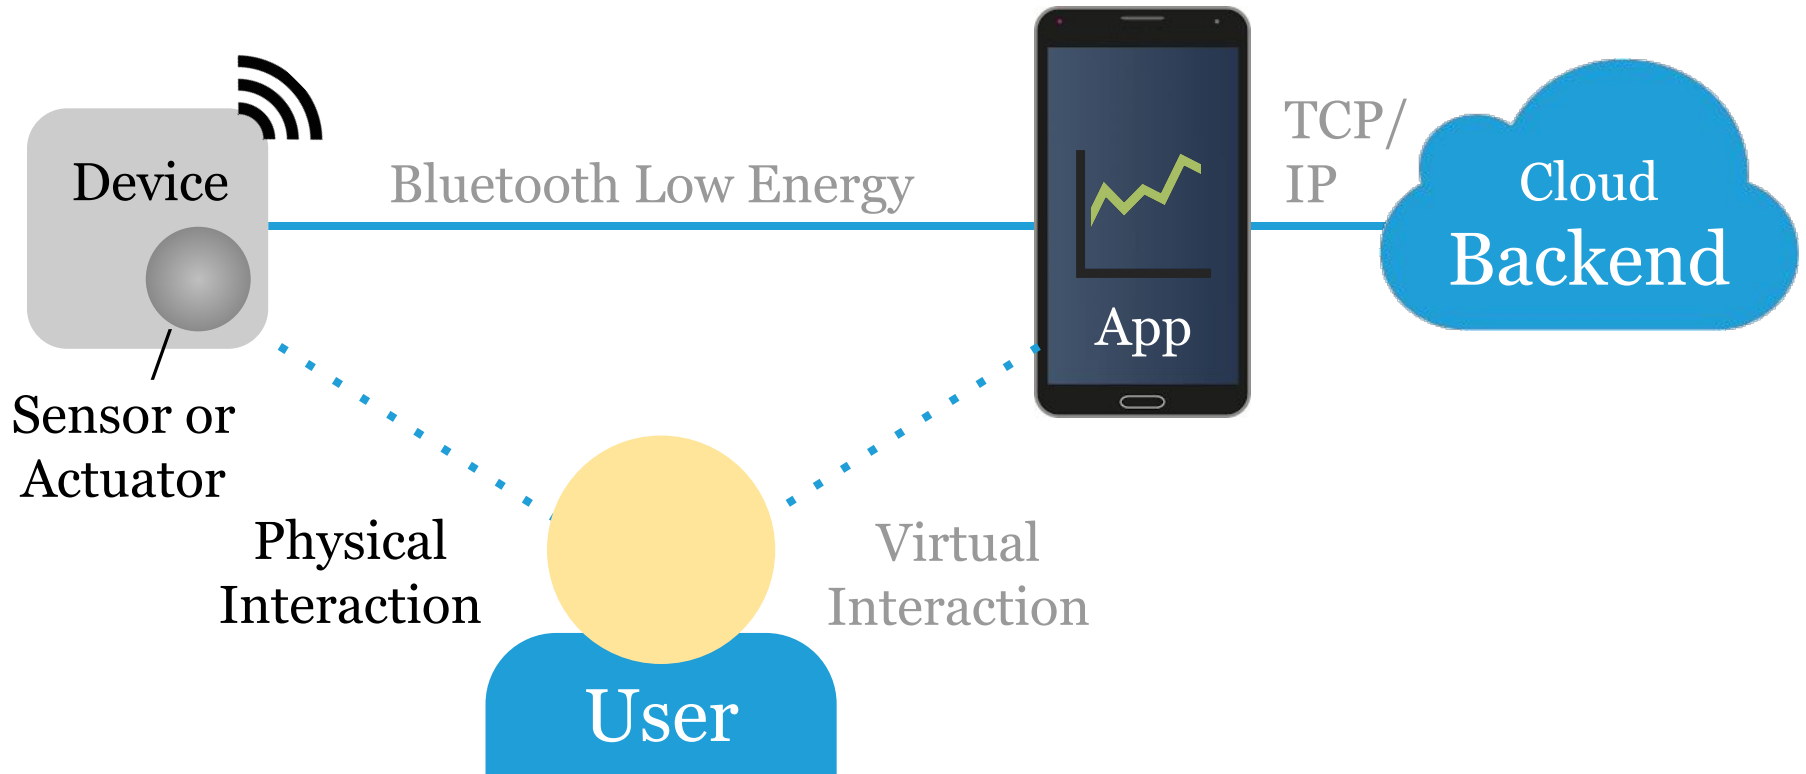 Device
Bluetooth Low Energy
TCP/
IP
Cloud
Backend
App
Sensor or
Actuator
Physical
Interaction
Virtual
Interaction
User